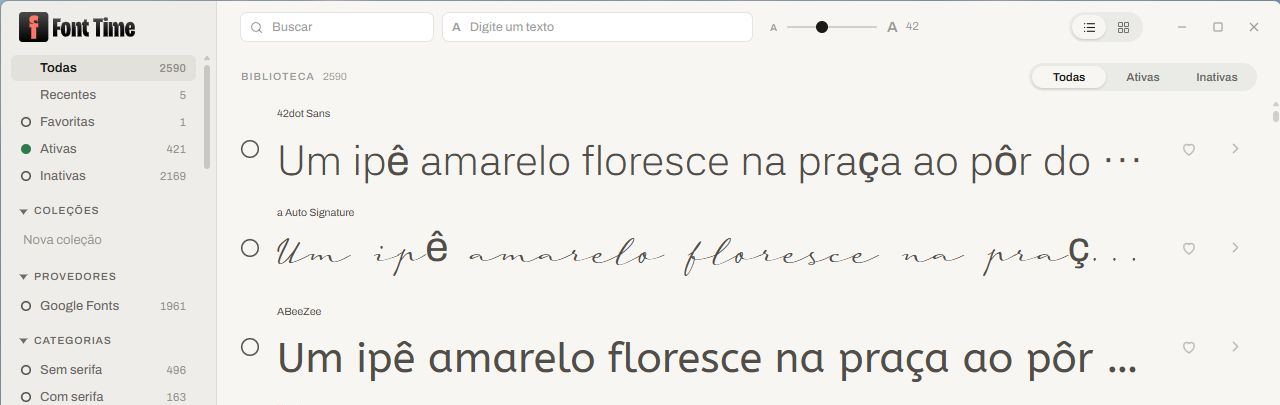 Font Time
Buscar
A Digite um texto
A A 42
Todas 2590
Recentes 5
Favoritas 1
Ativas 421
Inativas 2169
COLEÇÕES
Nova coleção
PROVEDORES
Google Fonts 1961
CATEGORIAS
Sem serifa 496
Com serifa 163
BIBLIOTECA 2590
Todas Ativas Inativas
42dot Sans
Um ipê amarelo floresce na praça ao pôr do ...
a Auto Signature
Um ipê amarelo floresce na praç...
ABeeZee
Um ipê amarelo floresce na praça ao pôr ...